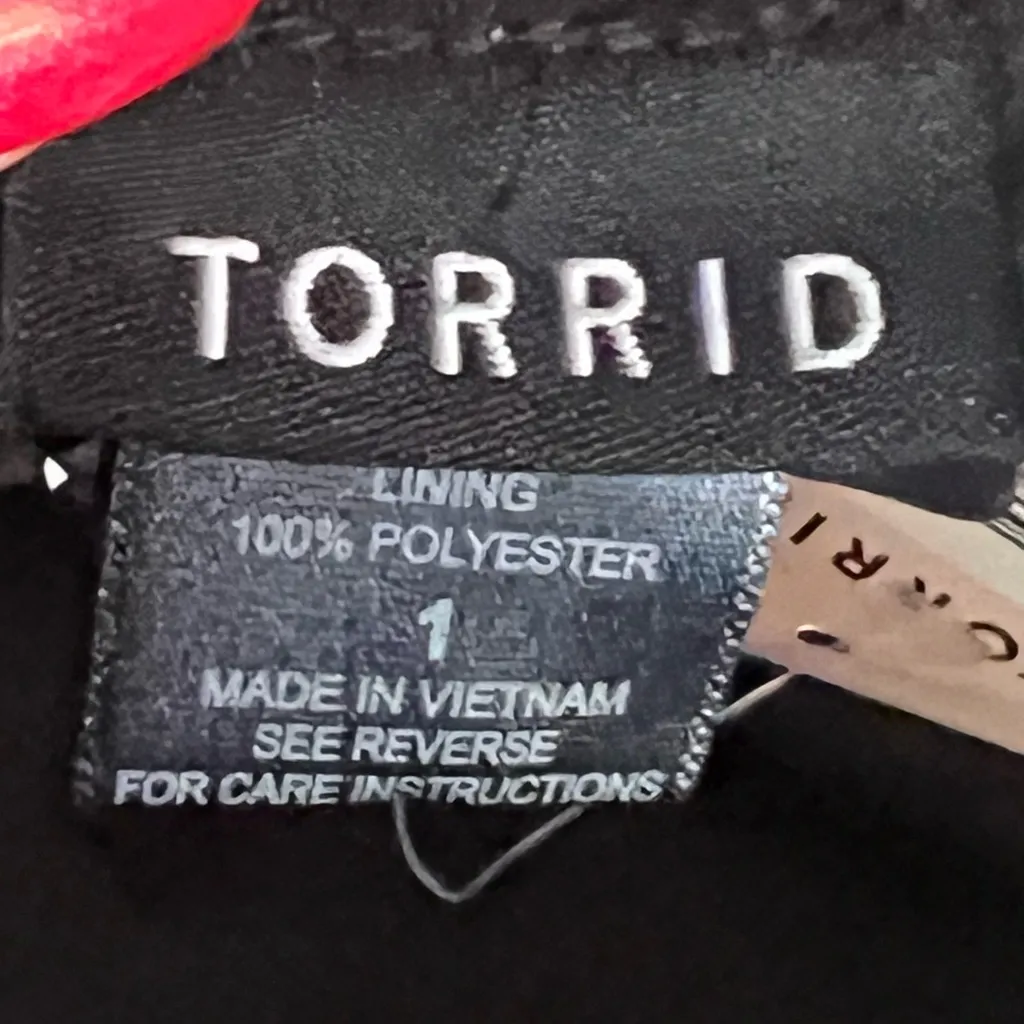 TORRID
LINING
100% POLYESTER
1
MADE IN VIETNAM
SEE REVERSE
FOR CARE INSTRUCTIONS